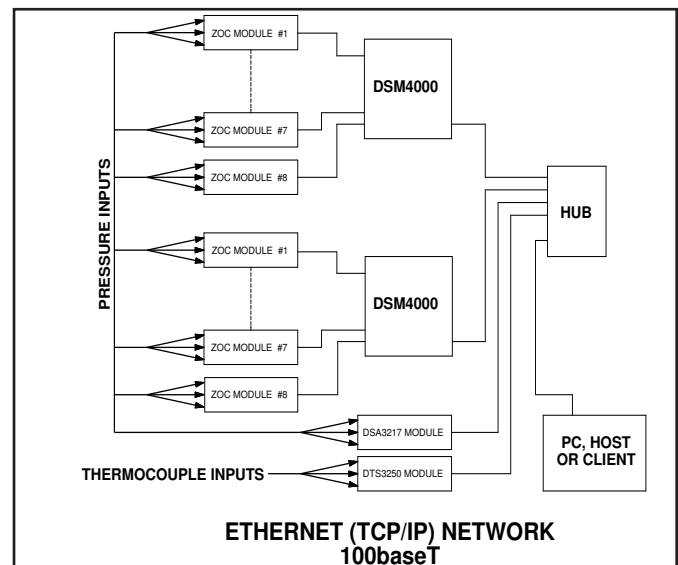 ZOC MODULE #1
DSM4000
ZOC MODULE #7
ZOC MODULE #8
PRESSURE INPUTS
HUB
ZOC MODULE #1
DSM4000
ZOC MODULE #7
ZOC MODULE #8
DSA3217 MODULE
PC, HOST
OR CLIENT
THERMOCOUPLE INPUTS
DTS3250 MODULE
ETHERNET (TCP/IP) NETWORK
100baseT